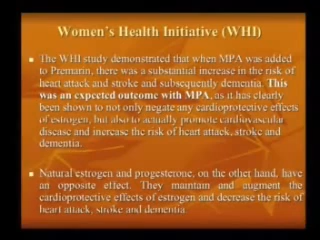 Women's Health Initiative (WHI)
The WHI study demonstrated that when MPA was added
to Premarin, there was a substantial increase in the risk of
heart attack and stroke and subsequently dementia. This
was an expected outcome with MPA, as it has clearly
been shown to not only negate any cardioprotective effects
of estrogen, but also to actually promote cardiovascular
disease and increase the risk of heart attack, stroke and
dementia.
Natural estrogen and progesterone, on the other hand, have
an opposite effect. They maintain and augment the
cardioprotective effects of estrogen and decrease the risk of
heart attack, stroke and dementia.